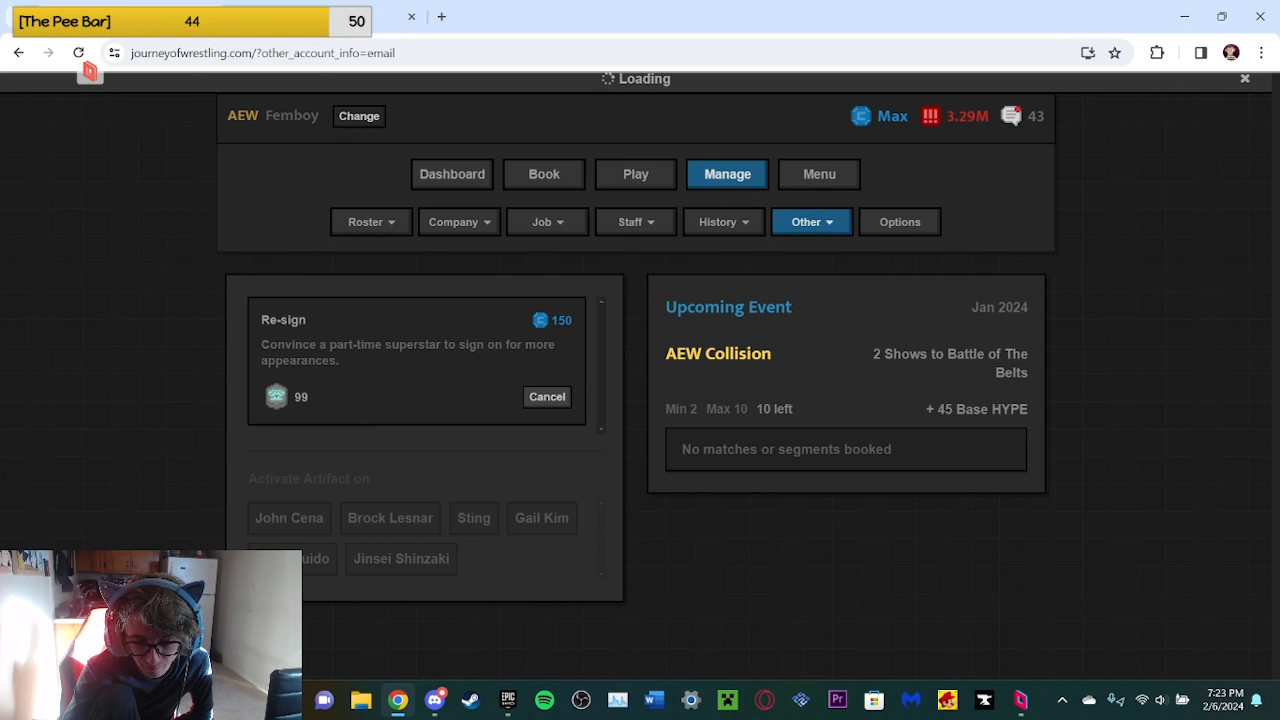 [The Pee Bar] 44 50
journeyofwrestling.com/?other_account_info=email
Loading
AEW Femboy Change Max 3.29M 43
Dashboard Book Play Manage Menu
Roster Company Job Staff History Other Options
Re-sign 150
Convince a part-time superstar to sign on for more
appearances.
99 Cancel
Activate Artifact on
John Cena Brock Lesnar Sting Gail Kim
uido Jinsei Shinzaki
Upcoming Event Jan 2024
AEW Collision 2 Shows to Battle of The
Belts
Min 2 Max 10 10 left + 45 Base HYPE
No matches or segments booked
EPIC
Pr
7:23 PM
2/6/2024